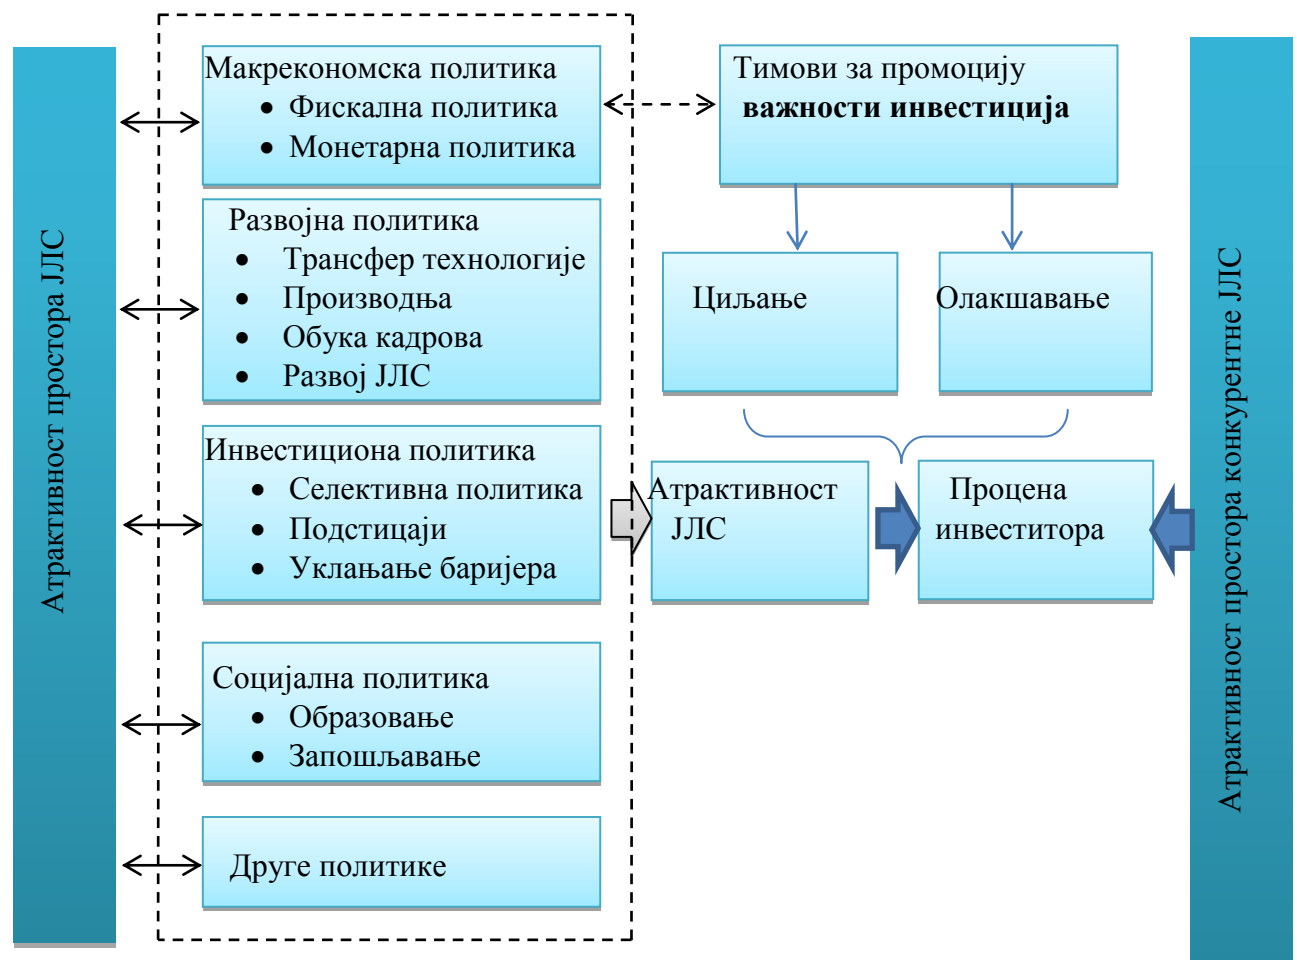 Атрактивност простора ЈЛС
Макрекономска политика
• Фискална политика
• Монетарна политика
Развојна политика
• Трансфер технологије
• Производња
• Обука кадрова
• Развој ЈЛС
Инвестициона политика
• Селективна политика
• Подстицаји
• Уклањање баријера
Социјална политика
• Образовање
• Запошљавање
Друге политике
Тимови за промоцију
важности инвестиција
Циљање
Олакшавање
Атрактивност
ЈЛС
Процена
инвеститора
Атрактивност простора конкурентне ЈЛС